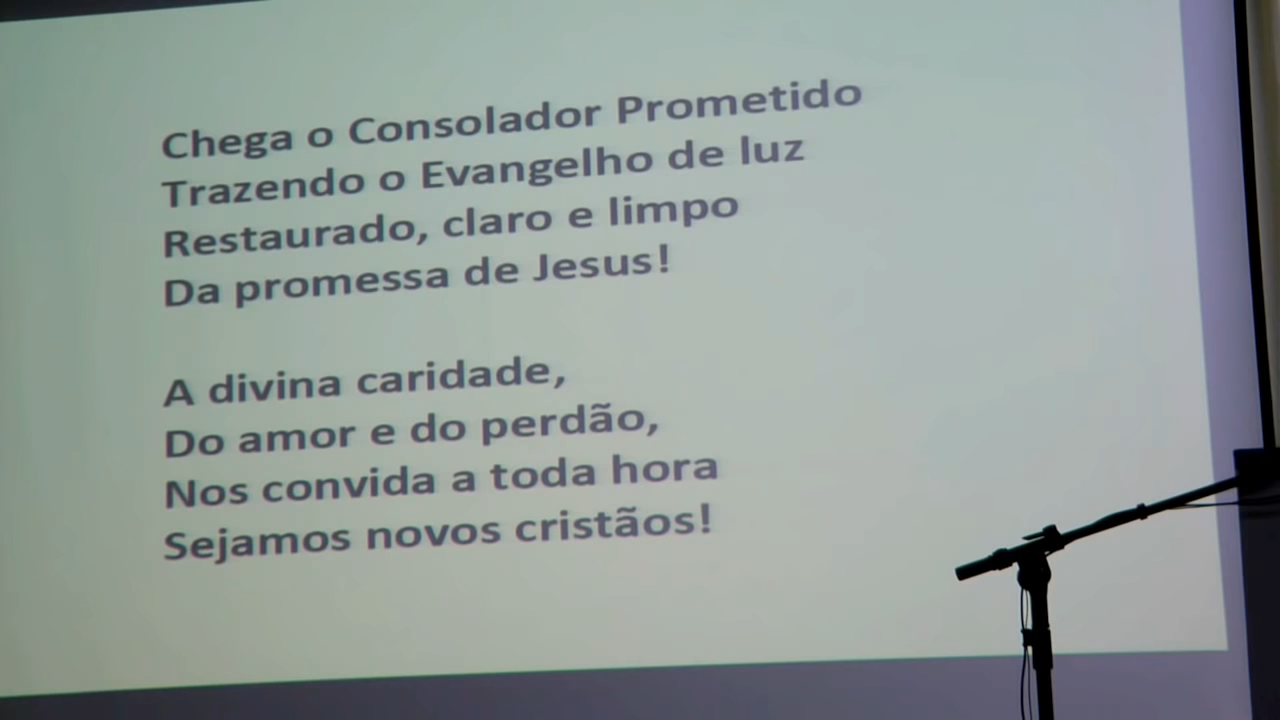 Chega o Consolador Prometido
Trazendo o Evangelho de luz
Restaurado, claro e limpo
Da promessa de Jesus!
A divina caridade,
Do amor e do perdão,
Nos convida a toda hora
Sejamos novos cristãos!